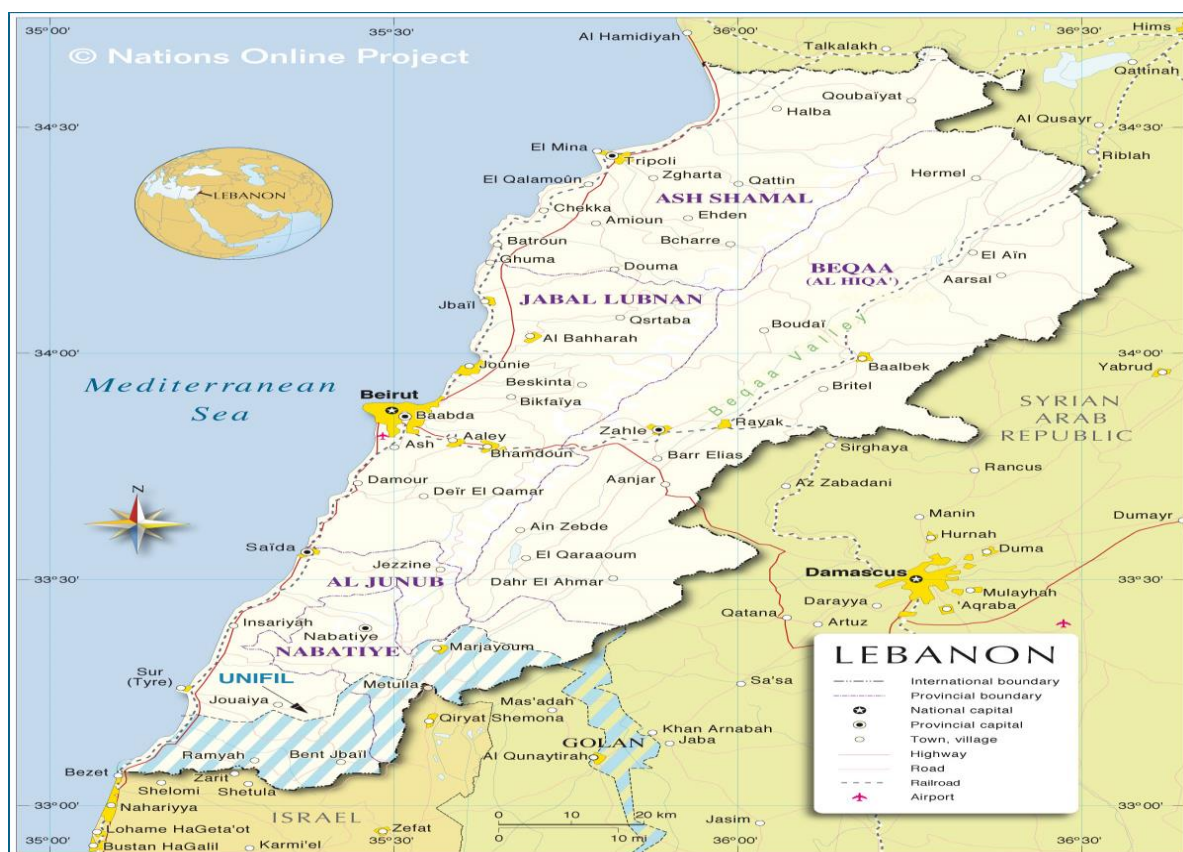 35°00'
36°00'
36°30'
Hims
© Nations Online Project
Al Hamidiyah
Talkalakh
Qattinah
Qoubaïyat
Halba
34°30'
Al Qusayr
34°30'
El Mina
Tripoli
Riblah
Zgharta
Qattin
Hermel
El Qalamoûn
LEBANON
ASH SHAMAL
Chekka
Amioun
Ehden
Batroun
Bcharre
Ghuma
Douma
El Aïn
BEQAA
(AL HIQA')
Aarsal
Jbaïl
JABAL LUBNAN
Qsrtaba
Boudaï
Al Bahharah
34°00'
34°00'
Jounie
Baalbek
Yabrud
Mediterranean
Sea
Beqaa Valley
Beskinta
Britel
Beirut
Bikfaïya
SYRIAN
ARAB
REPUBLIC
Baabda
Zahle
Rayak
Aaley
Ash
Bhamdoun
Barr Elias
Sirghaya
Rancus
Damour
Aanjar
Az Zabadani
Deïr El Qamar
N
Manin
Dumayr
Ain Zebde
Hurnah
Saïda
El Qaraaoum
Duma
Jezzine
Damascus
33°30'
AL JUNUB
Dahr El Ahmar
33°30'
Mulayhah
Darayya
'Aqraba
Insariyah
Qatana
Artuz
Nabatiye
NABATIYE
Marjayoum
LEBANON
International boundary
Provincial boundary
National capital
Provincial capital
Town, village
Highway
Road
Railroad
Airport
Sur
(Tyre)
UNIFIL
Metulla
Sa'sa
Jouaiya
Mas'adah
Qiryat Shemona
Khan Arnabah
GOLAN
Jaba
Ramyah
Bent Jbaïl
Al Qunaytirah
Bezet
Zarit
Shelomi
Shetula
33°00'
Nahariyya
33°00'
ISRAEL
0 10 20 km
Jasim
Lohame HaGeta'ot
Zefat
0 10 mi
35°00'
Bustan HaGalil
Karmi'el
35°30'
36°00'
36°30'